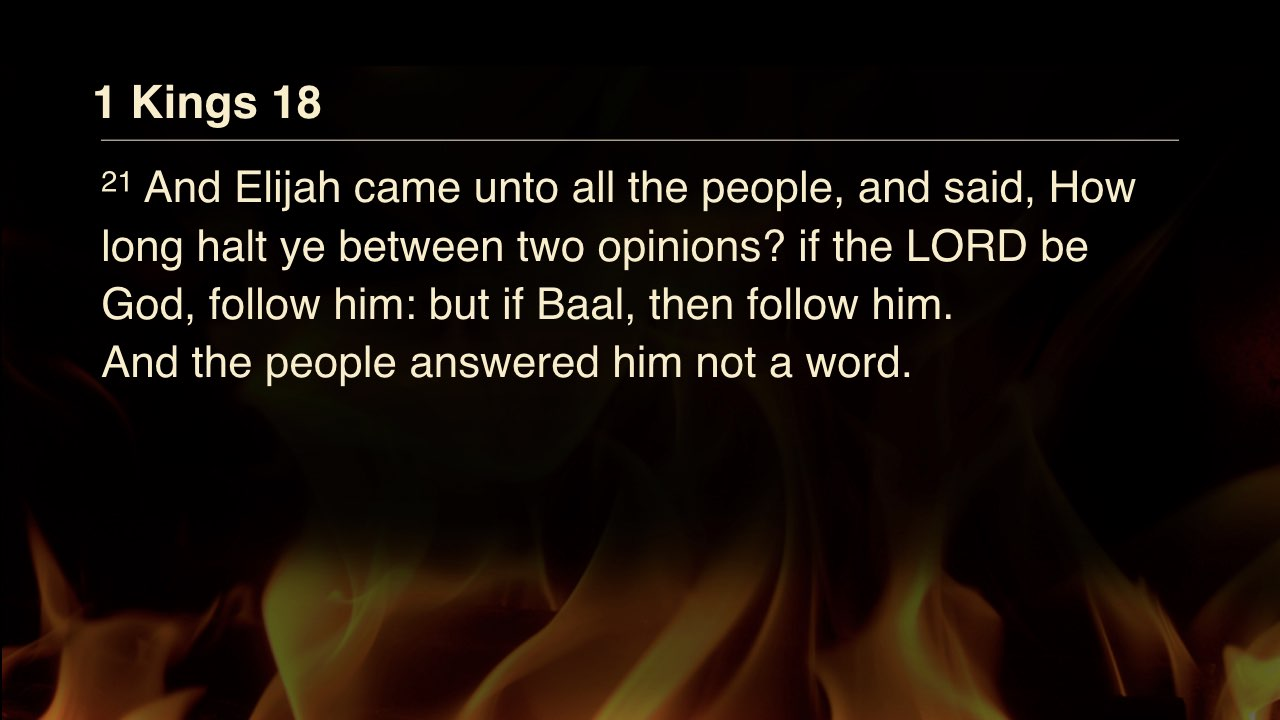 1 Kings 18
21 And Elijah came unto all the people, and said, How
long halt ye between two opinions? if the LORD be
God, follow him: but if Baal, then follow him.
And the people answered him not a word.